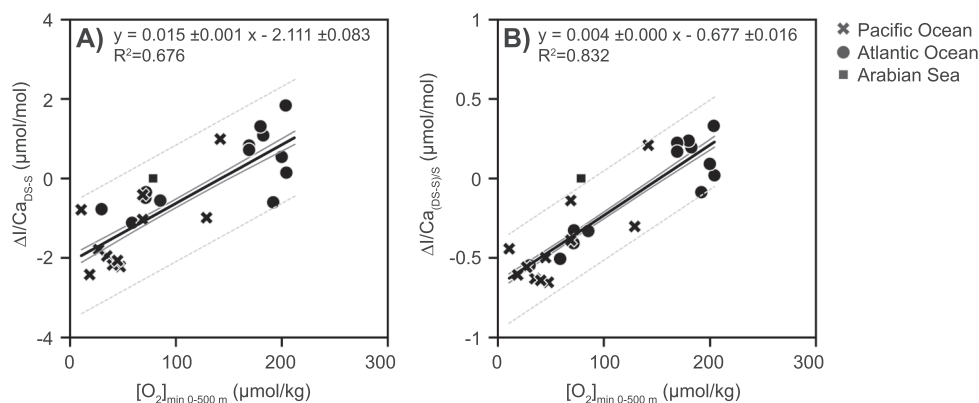 A) y = 0.015 ±0.001 x - 2.111 ±0.083
R²=0.676
4
2
0
-2
-4
ΔI/Ca DS-S (µmol/mol)
0 100 200 300
[O₂]min 0-500 m (µmol/kg)
B) y = 0.004 ±0.000 x - 0.677 ±0.016
R²=0.832
1
0.5
0
-0.5
-1
ΔI/Ca (DS-S)/S (µmol/mol)
0 100 200 300
[O₂]min 0-500 m (µmol/kg)
Pacific Ocean
Atlantic Ocean
Arabian Sea